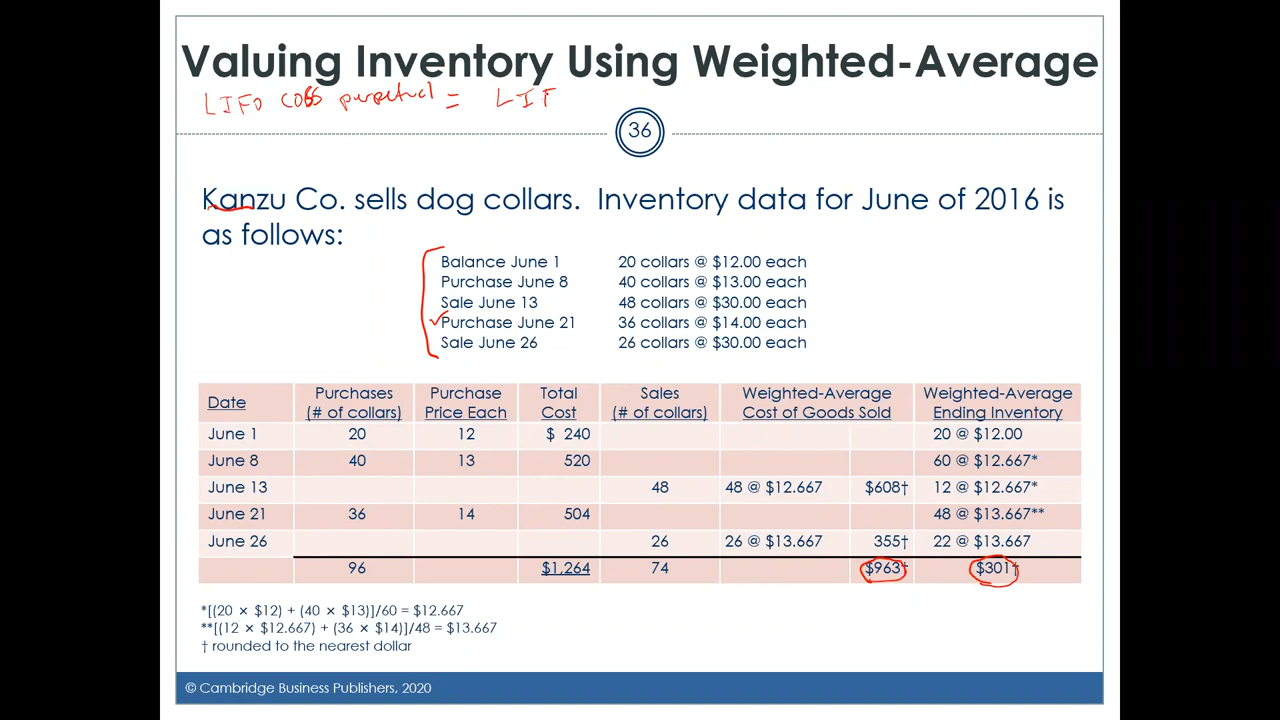 Valuing Inventory Using Weighted-Average
LIFO COGS perpetual = LIF
36
Kanzu Co. sells dog collars. Inventory data for June of 2016 is
as follows:
Balance June 1 20 collars @ $12.00 each
Purchase June 8 40 collars @ $13.00 each
Sale June 13 48 collars @ $30.00 each
Purchase June 21 36 collars @ $14.00 each
Sale June 26 26 collars @ $30.00 each
Date Purchases (# of collars) Purchase Price Each Total Cost Sales (# of collars) Weighted-Average Cost of Goods Sold Weighted-Average Ending Inventory
June 1 20 12 $ 240 20 @ $12.00
June 8 40 13 520 60 @ $12.667*
June 13 48 48 @ $12.667 $608† 12 @ $12.667*
June 21 36 14 504 48 @ $13.667**
June 26 26 26 @ $13.667 355† 22 @ $13.667
96 $1,264 74 $963† $301†
*[(20 × $12) + (40 × $13)]/60 = $12.667
**[(12 × $12.667) + (36 × $14)]/48 = $13.667
† rounded to the nearest dollar
© Cambridge Business Publishers, 2020